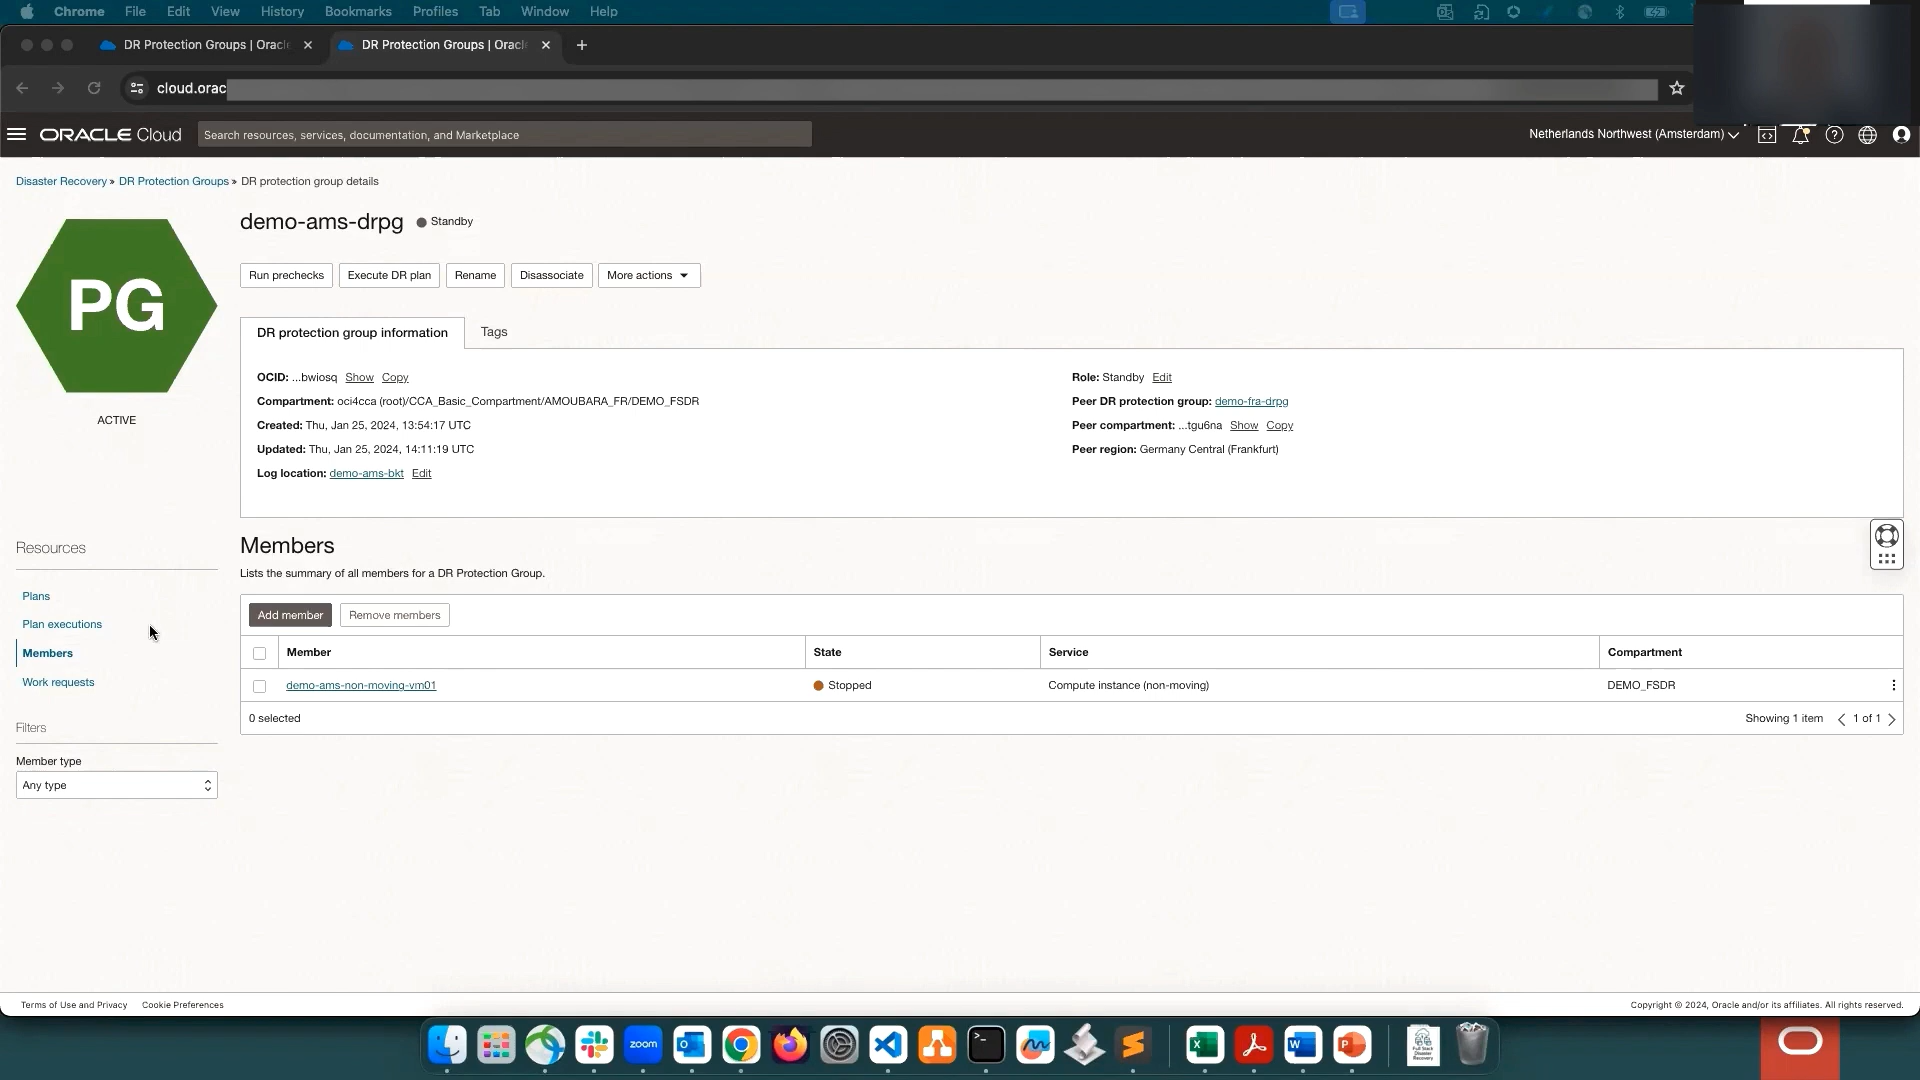 Chrome File Edit View History Bookmarks Profiles Tab Window Help
DR Protection Groups | Oracl
DR Protection Groups | Oracl
cloud.orac
ORACLE Cloud
Search resources, services, documentation, and Marketplace
Netherlands Northwest (Amsterdam)
Disaster Recovery » DR Protection Groups » DR protection group details
PG
ACTIVE
demo-ams-drpg Standby
Run prechecks Execute DR plan Rename Disassociate More actions
DR protection group information Tags
OCID: ...bwiosq Show Copy
Compartment: oci4cca (root)/CCA_Basic_Compartment/AMOUBARA_FR/DEMO_FSDR
Created: Thu, Jan 25, 2024, 13:54:17 UTC
Updated: Thu, Jan 25, 2024, 14:11:19 UTC
Log location: demo-ams-bkt Edit
Role: Standby Edit
Peer DR protection group: demo-fra-drpg
Peer compartment: ...tgu6na Show Copy
Peer region: Germany Central (Frankfurt)
Resources
Plans
Plan executions
Members
Work requests
Filters
Member type
Any type
Members
Lists the summary of all members for a DR Protection Group.
Add member Remove members
Member State Service Compartment
demo-ams-non-moving-vm01 Stopped Compute instance (non-moving) DEMO_FSDR
0 selected Showing 1 item 1 of 1
Terms of Use and Privacy Cookie Preferences
Copyright © 2024, Oracle and/or its affiliates. All rights reserved.
zoom
Full Stack
Disaster
Recovery